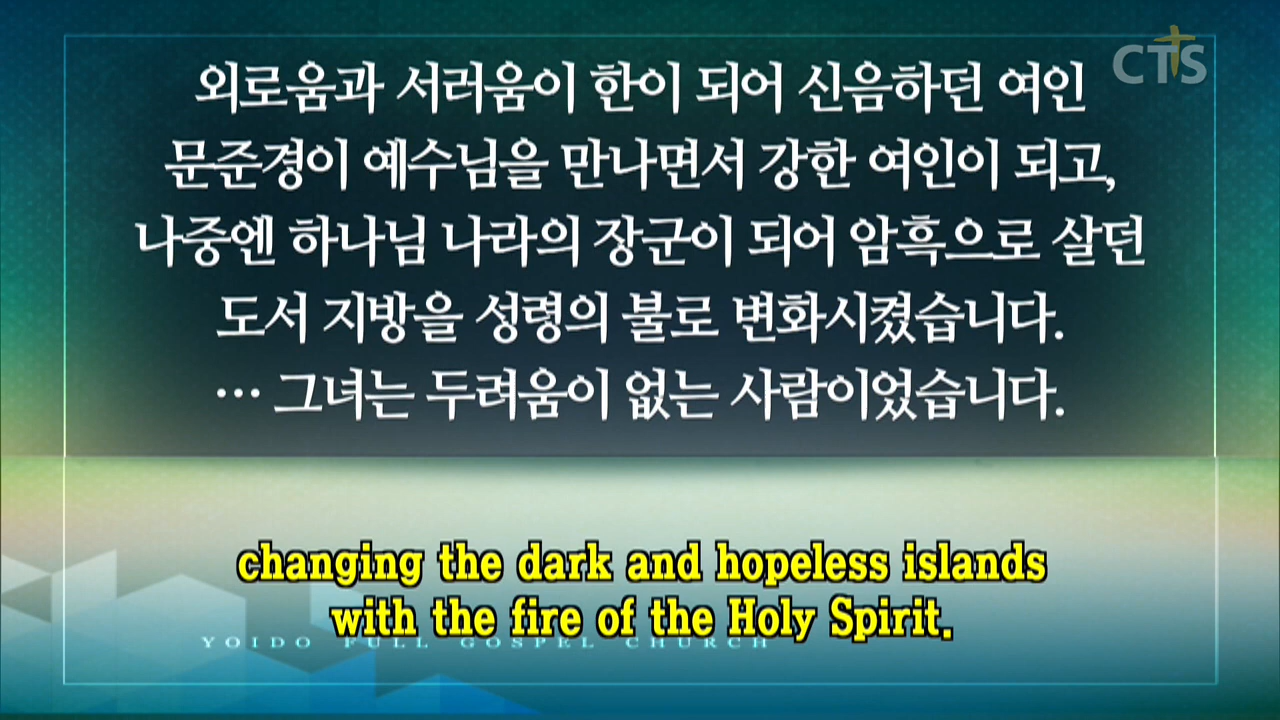 CTS
외로움과 서러움이 한이 되어 신음하던 여인
문준경이 예수님을 만나면서 강한 여인이 되고,
나중엔 하나님 나라의 장군이 되어 암흑으로 살던
도서 지방을 성령의 불로 변화시켰습니다.
… 그녀는 두려움이 없는 사람이었습니다.
changing the dark and hopeless islands
with the fire of the Holy Spirit.
YOIDO FULL GOSPEL CHURCH